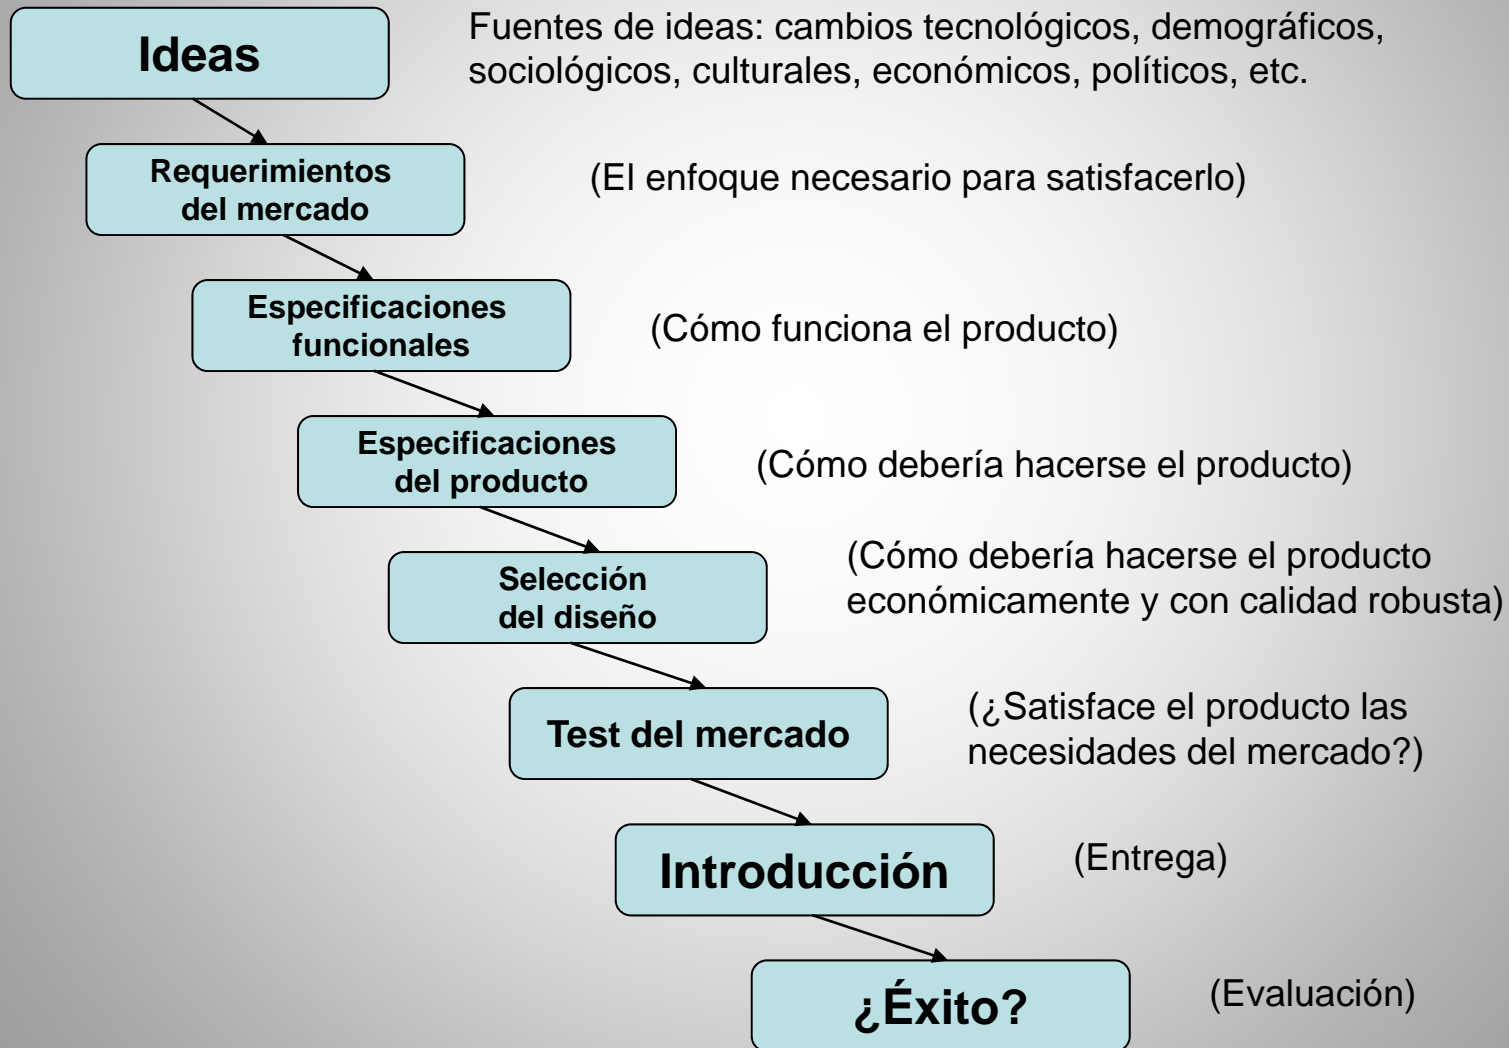 Ideas
Fuentes de ideas: cambios tecnológicos, demográficos,
sociológicos, culturales, económicos, políticos, etc.
Requerimientos
del mercado
(El enfoque necesario para satisfacerlo)
Especificaciones
funcionales
(Cómo funciona el producto)
Especificaciones
del producto
(Cómo debería hacerse el producto)
Selección
del diseño
(Cómo debería hacerse el producto
económicamente y con calidad robusta)
Test del mercado
(¿Satisface el producto las
necesidades del mercado?)
Introducción
(Entrega)
¿Éxito?
(Evaluación)